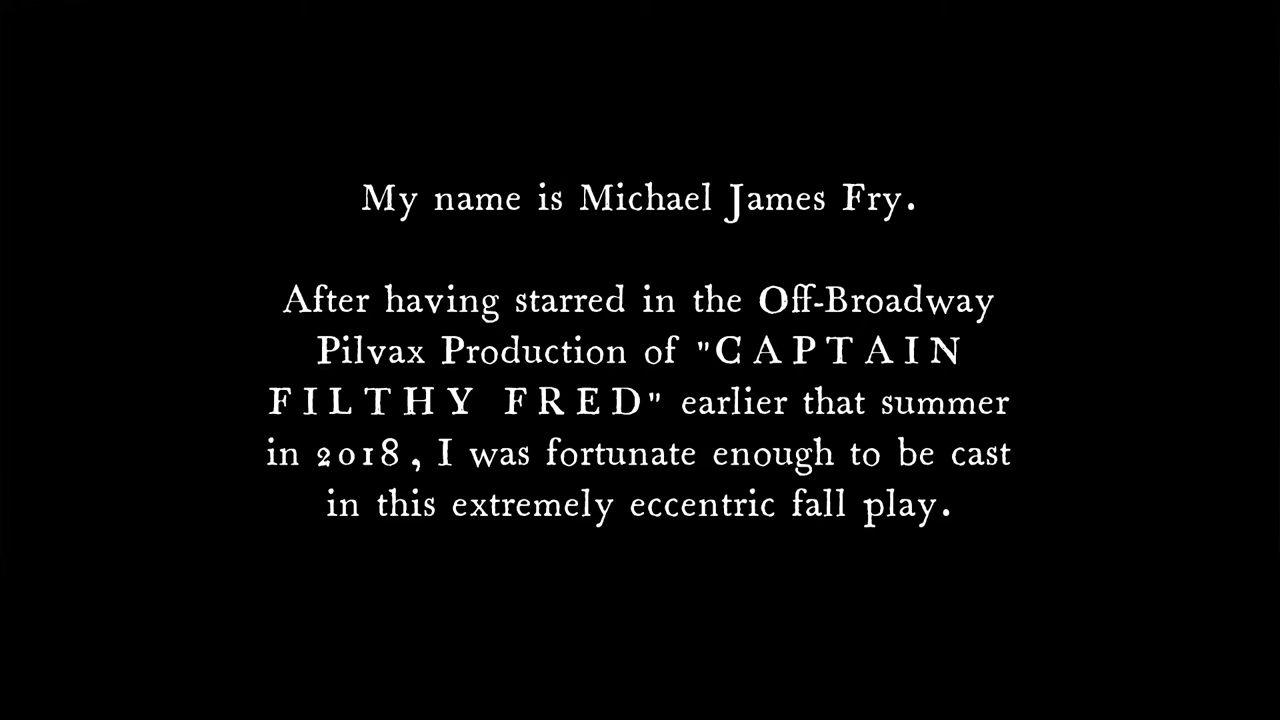 My name is Michael James Fry.
After having starred in the Off-Broadway
Pilvax Production of "C A P T A I N
F I L T H Y F R E D" earlier that summer
in 2018, I was fortunate enough to be cast
in this extremely eccentric fall play.